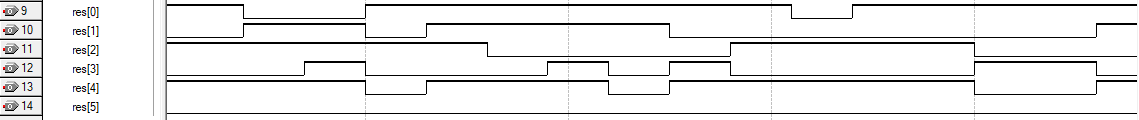 9 res[0]
10 res[1]
11 res[2]
12 res[3]
13 res[4]
14 res[5]